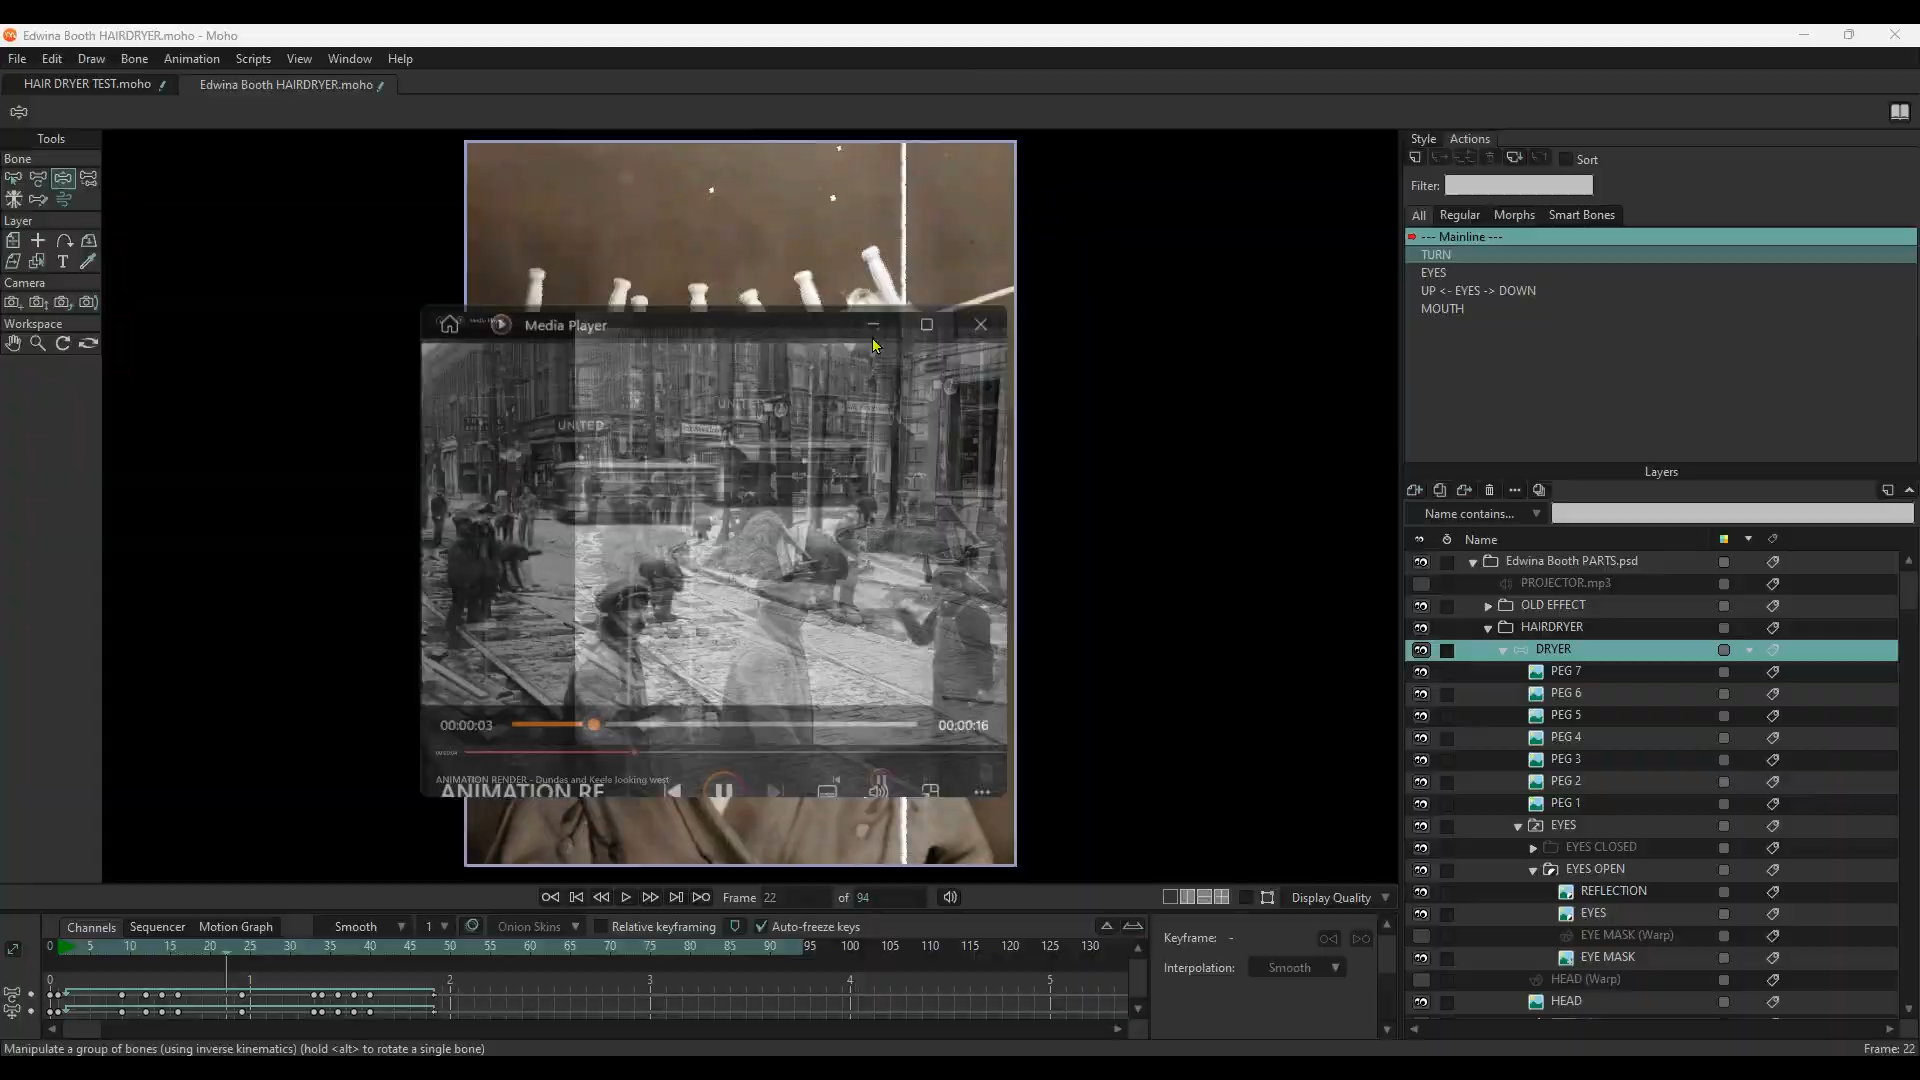 Edwina Booth HAIRDRYER.moho - Moho
File Edit Draw Bone Animation Scripts View Window Help
HAIR DRYER TEST.moho Edwina Booth HAIRDRYER.moho
Tools
Bone
Layer
Camera
Workspace
Media Player
UNITED
UNITED
00:00:03 00:00:16
ANIMATION RENDER - Dundas and Keele looking west
ANIMATION RE
Style Actions
Sort
Filter:
All Regular Morphs Smart Bones
--- Mainline ---
TURN
EYES
UP <- EYES -> DOWN
MOUTH
Layers
Name contains...
Name
Edwina Booth PARTS.psd
PROJECTOR.mp3
OLD EFFECT
HAIRDRYER
DRYER
PEG 7
PEG 6
PEG 5
PEG 4
PEG 3
PEG 2
PEG 1
EYES
EYES CLOSED
EYES OPEN
REFLECTION
EYES
EYE MASK (Warp)
EYE MASK
HEAD (Warp)
HEAD
Frame 22 of 94 Display Quality
Channels Sequencer Motion Graph Smooth 1 Onion Skins Relative keyframing Auto-freeze keys
0 5 10 15 20 25 30 35 40 45 50 55 60 65 70 75 80 85 90 95 100 105 110 115 120 125 130
0 1 2 3 4 5
Keyframe: -
Interpolation: Smooth
Manipulate a group of bones (using inverse kinematics) (hold <alt> to rotate a single bone) Frame: 22